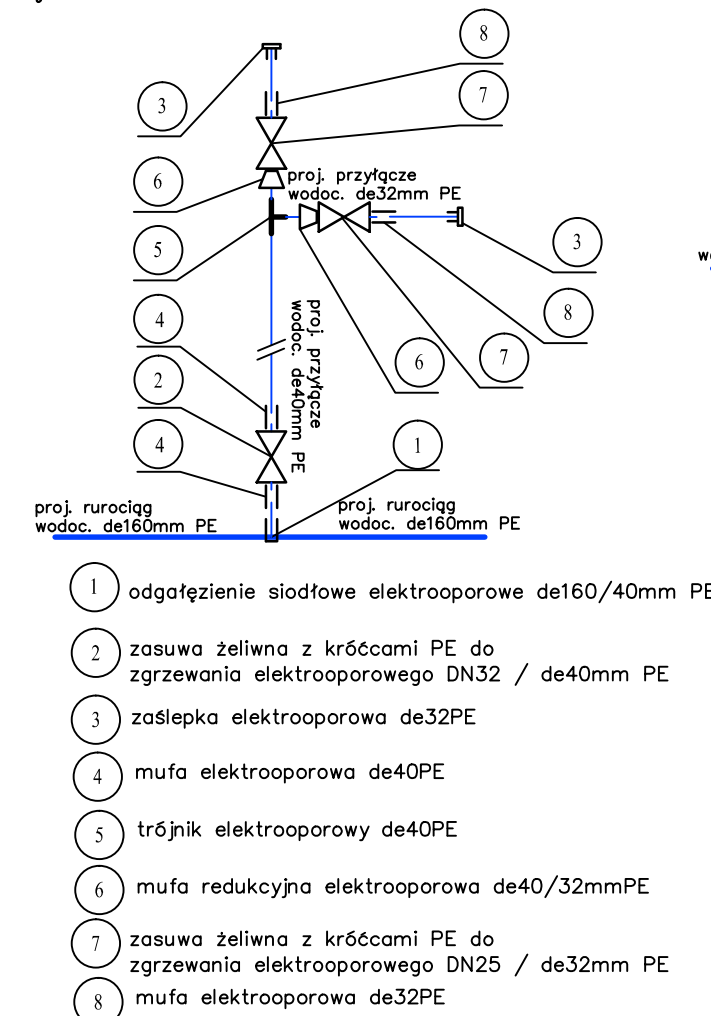 8
3
7
6
proj. przyłącze
wodoc. de32mm PE
5
3
4
8
proj. przyłącze
wodoc. de40mm PE
6
7
2
4
1
proj. rurociąg
wodoc. de160mm PE
proj. rurociąg
wodoc. de160mm PE
1 odgałęzienie siodłowe elektrooporowe de160/40mm PE
2 zasuwa żeliwna z króćcami PE do
zgrzewania elektrooporowego DN32 / de40mm PE
3 zaślepka elektrooporowa de32PE
4 mufa elektrooporowa de40PE
5 trójnik elektrooporowy de40PE
6 mufa redukcyjna elektrooporowa de40/32mmPE
7 zasuwa żeliwna z króćcami PE do
zgrzewania elektrooporowego DN25 / de32mm PE
8 mufa elektrooporowa de32PE